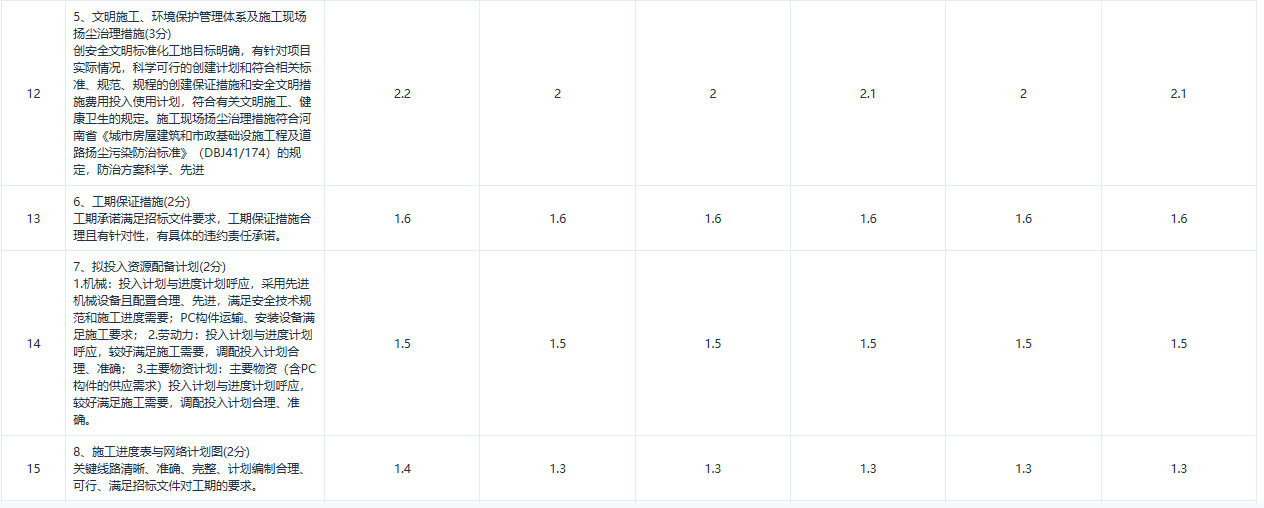 5、文明施工、环境保护管理体系及施工现场
扬尘治理措施(3分)
创安全文明标准化工地目标明确，有针对项目
实际情况，科学可行的创建计划和符合相关标
准、规范、规程的创建保证措施和安全文明措
施费用投入使用计划，符合有关文明施工、健
康卫生的规定。施工现场扬尘治理措施符合河
南省《城市房屋建筑和市政基础设施工程及道
路扬尘污染防治标准》（DBJ41/174）的规
定，防治方案科学、先进
12 2.2 2 2 2.1 2 2.1
6、工期保证措施(2分)
工期承诺满足招标文件要求，工期保证措施合
理且有针对性，有具体的违约责任承诺。
13 1.6 1.6 1.6 1.6 1.6 1.6
7、拟投入资源配备计划(2分)
1.机械：投入计划与进度计划呼应，采用先进
机械设备且配置合理、先进，满足安全技术规
范和施工进度需要；PC构件运输、安装设备满
足施工要求； 2.劳动力：投入计划与进度计划
呼应，较好满足施工需要，调配投入计划合
理、准确； 3.主要物资计划：主要物资（含PC
构件的供应需求）投入计划与进度计划呼应，
较好满足施工需要，调配投入计划合理、准
确。
14 1.5 1.5 1.5 1.5 1.5 1.5
8、施工进度表与网络计划图(2分)
关键线路清晰、准确、完整、计划编制合理、
可行、满足招标文件对工期的要求。
15 1.4 1.3 1.3 1.3 1.3 1.3